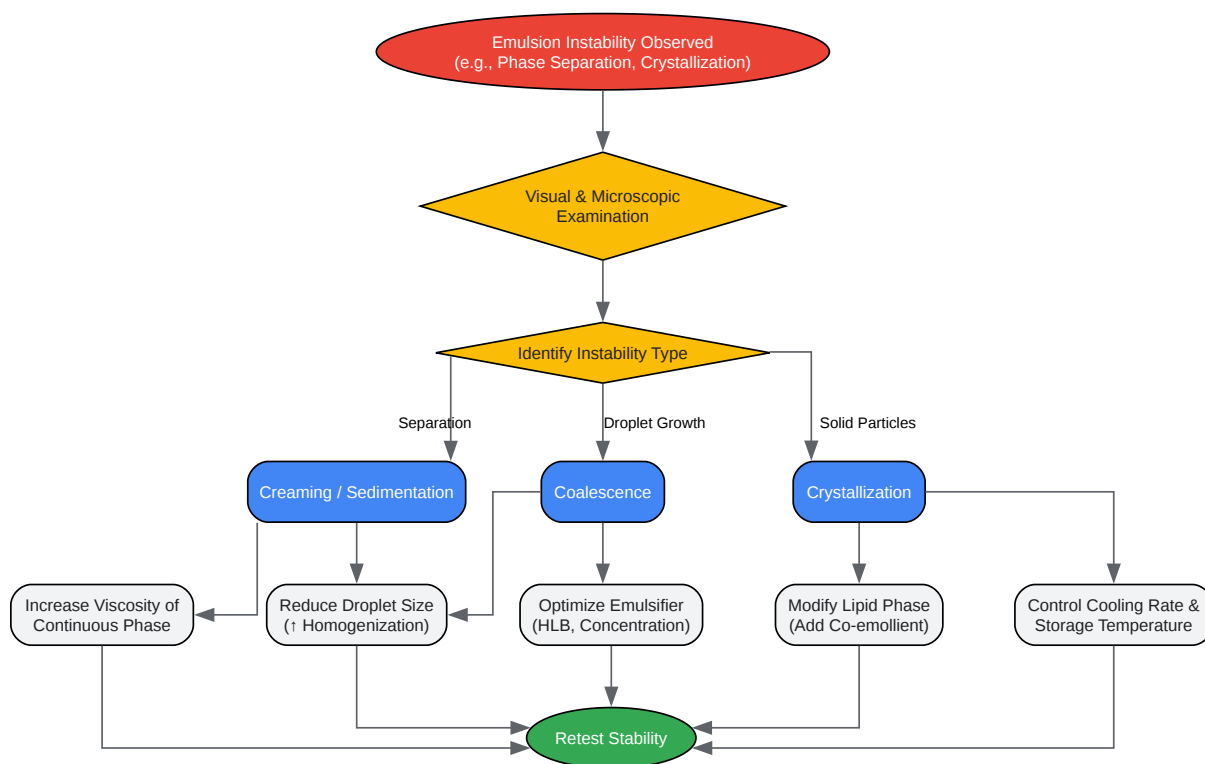 Emulsion Instability Observed
(e.g., Phase Separation, Crystallization)
Visual & Microscopic
Examination
Identify Instability Type
Separation
Droplet Growth
Solid Particles
Creaming / Sedimentation
Coalescence
Crystallization
Increase Viscosity of
Continuous Phase
Reduce Droplet Size
(↑ Homogenization)
Optimize Emulsifier
(HLB, Concentration)
Modify Lipid Phase
(Add Co-emollient)
Control Cooling Rate &
Storage Temperature
Retest Stability